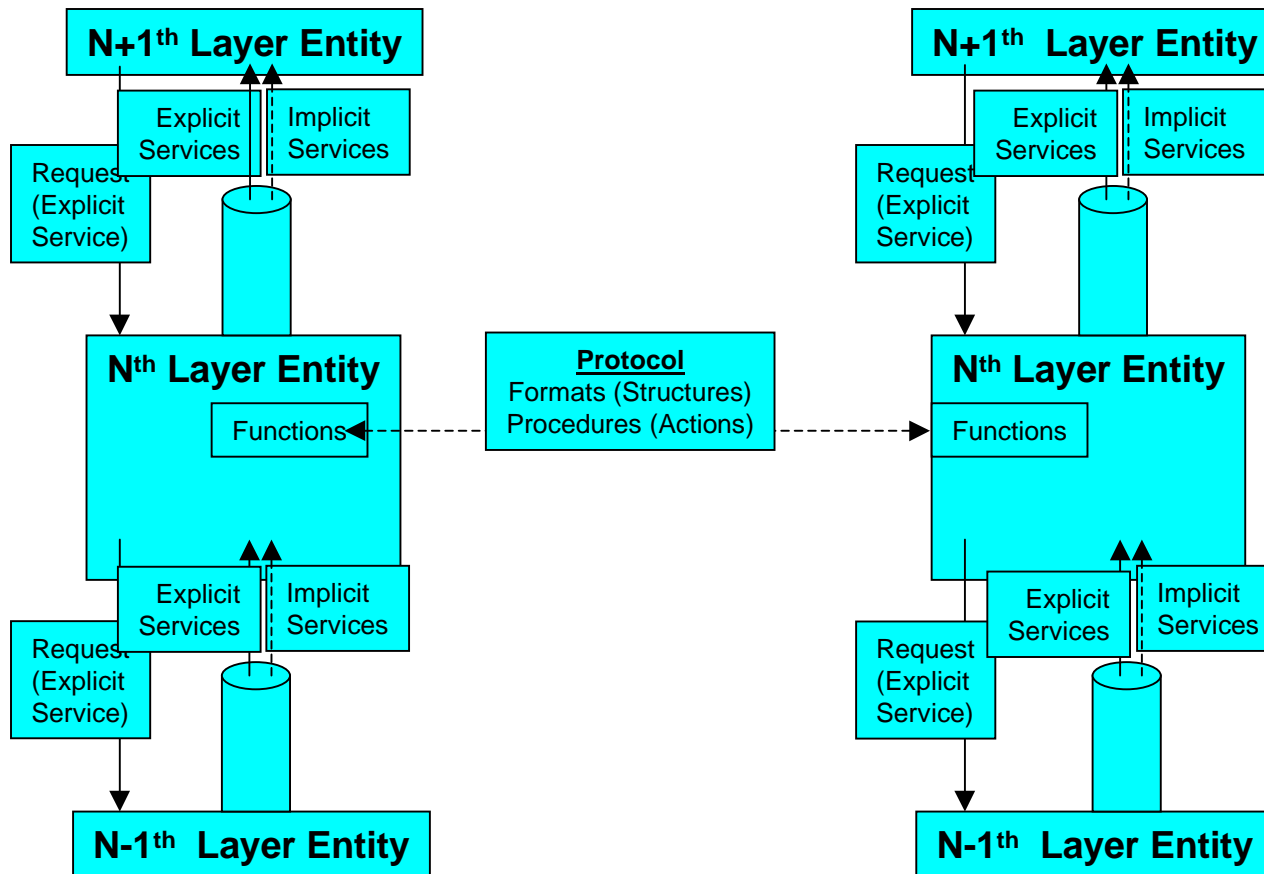 N+1th Layer Entity
N+1th Layer Entity
Explicit
Services
Implicit
Services
Explicit
Services
Implicit
Services
Request
(Explicit
Service)
Request
(Explicit
Service)
Nth Layer Entity
Protocol
Formats (Structures)
Procedures (Actions)
Nth Layer Entity
Functions
Functions
Explicit
Services
Implicit
Services
Explicit
Services
Implicit
Services
Request
(Explicit
Service)
Request
(Explicit
Service)
N-1th Layer Entity
N-1th Layer Entity